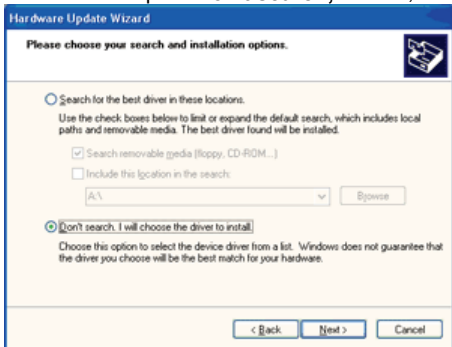 Hardware Update Wizard
Please choose your search and installation options.
Search for the best driver in these locations.
Use the check boxes below to limit or expand the default search, which includes local
paths and removable media. The best driver found will be installed.
Search removable media (floppy, CD-ROM...)
Include this location in the search:
A:\
Browse
Don't search. I will choose the driver to install.
Choose this option to select the device driver from a list. Windows does not guarantee that
the driver you choose will be the best match for your hardware.
< Back Next > Cancel